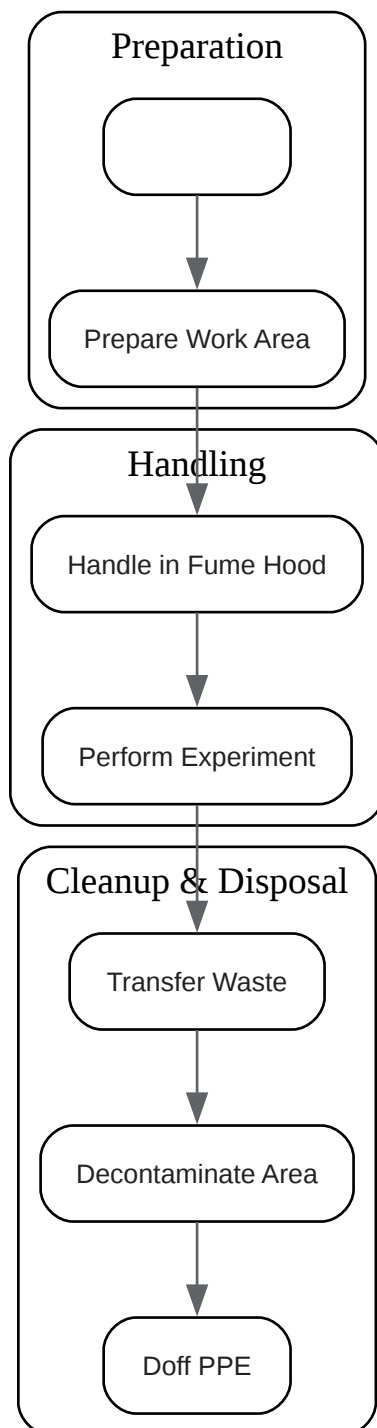 Preparation
Prepare Work Area
Handling
Handle in Fume Hood
Perform Experiment
Cleanup & Disposal
Transfer Waste
Decontaminate Area
Doff PPE